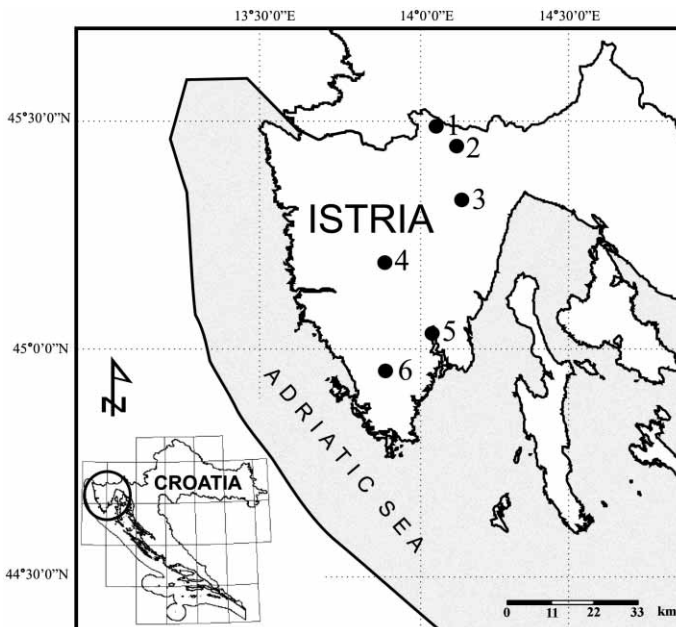 13°30'0"E 14°0'0"E 14°30'0"E
45°30'0"N
1
2
3
ISTRIA
4
5
45°0'0"N
6
N
ADRIATIC SEA
CROATIA
44°30'0"N
0 11 22 33 km